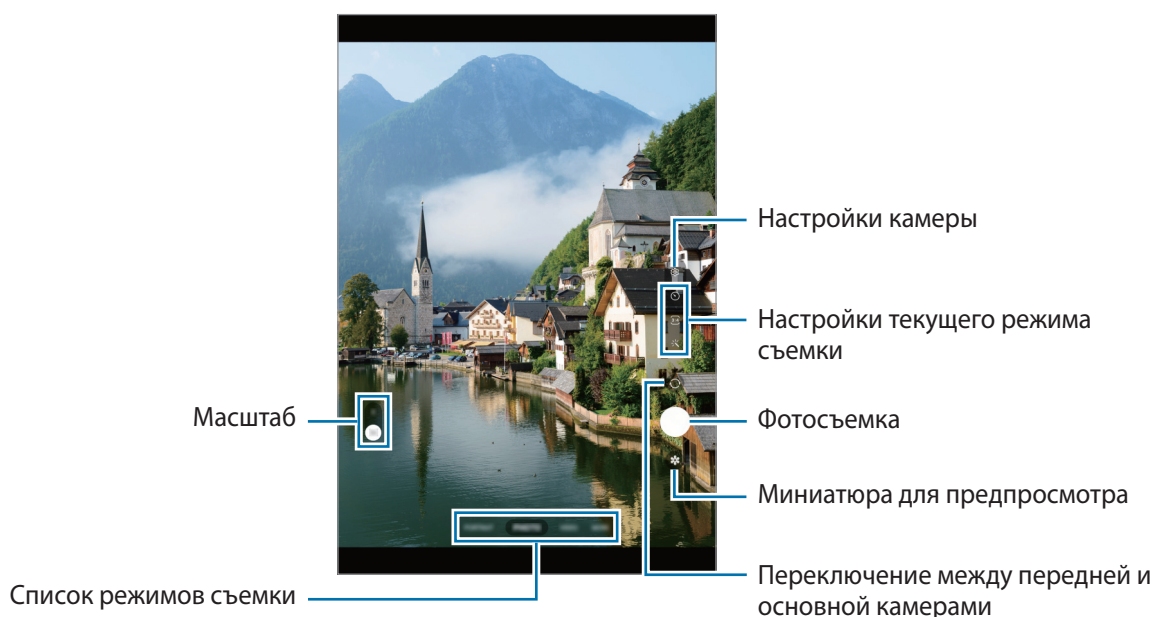 Настройки камеры
Настройки текущего режима
съемки
Масштаб
Фотосъемка
Миниатюра для предпросмотра
Переключение между передней и
основной камерами
Список режимов съемки